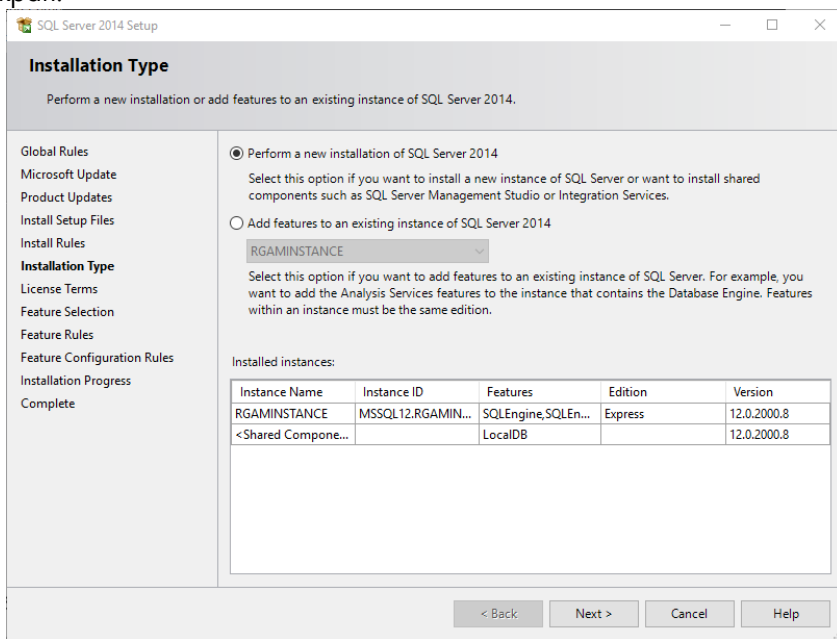 SQL Server 2014 Setup
Installation Type
Perform a new installation or add features to an existing instance of SQL Server 2014.
Global Rules
Microsoft Update
Product Updates
Install Setup Files
Install Rules
Installation Type
License Terms
Feature Selection
Feature Rules
Feature Configuration Rules
Installation Progress
Complete
Perform a new installation of SQL Server 2014
Select this option if you want to install a new instance of SQL Server or want to install shared
components such as SQL Server Management Studio or Integration Services.
Add features to an existing instance of SQL Server 2014
RGAMINSTANCE
Select this option if you want to add features to an existing instance of SQL Server. For example, you
want to add the Analysis Services features to the instance that contains the Database Engine. Features
within an instance must be the same edition.
Installed instances:
Instance Name Instance ID Features Edition Version
RGAMINSTANCE MSSQL12.RGAMIN... SQLEngine,SQLEn... Express 12.0.2000.8
<Shared Compone... LocalDB 12.0.2000.8
< Back Next > Cancel Help